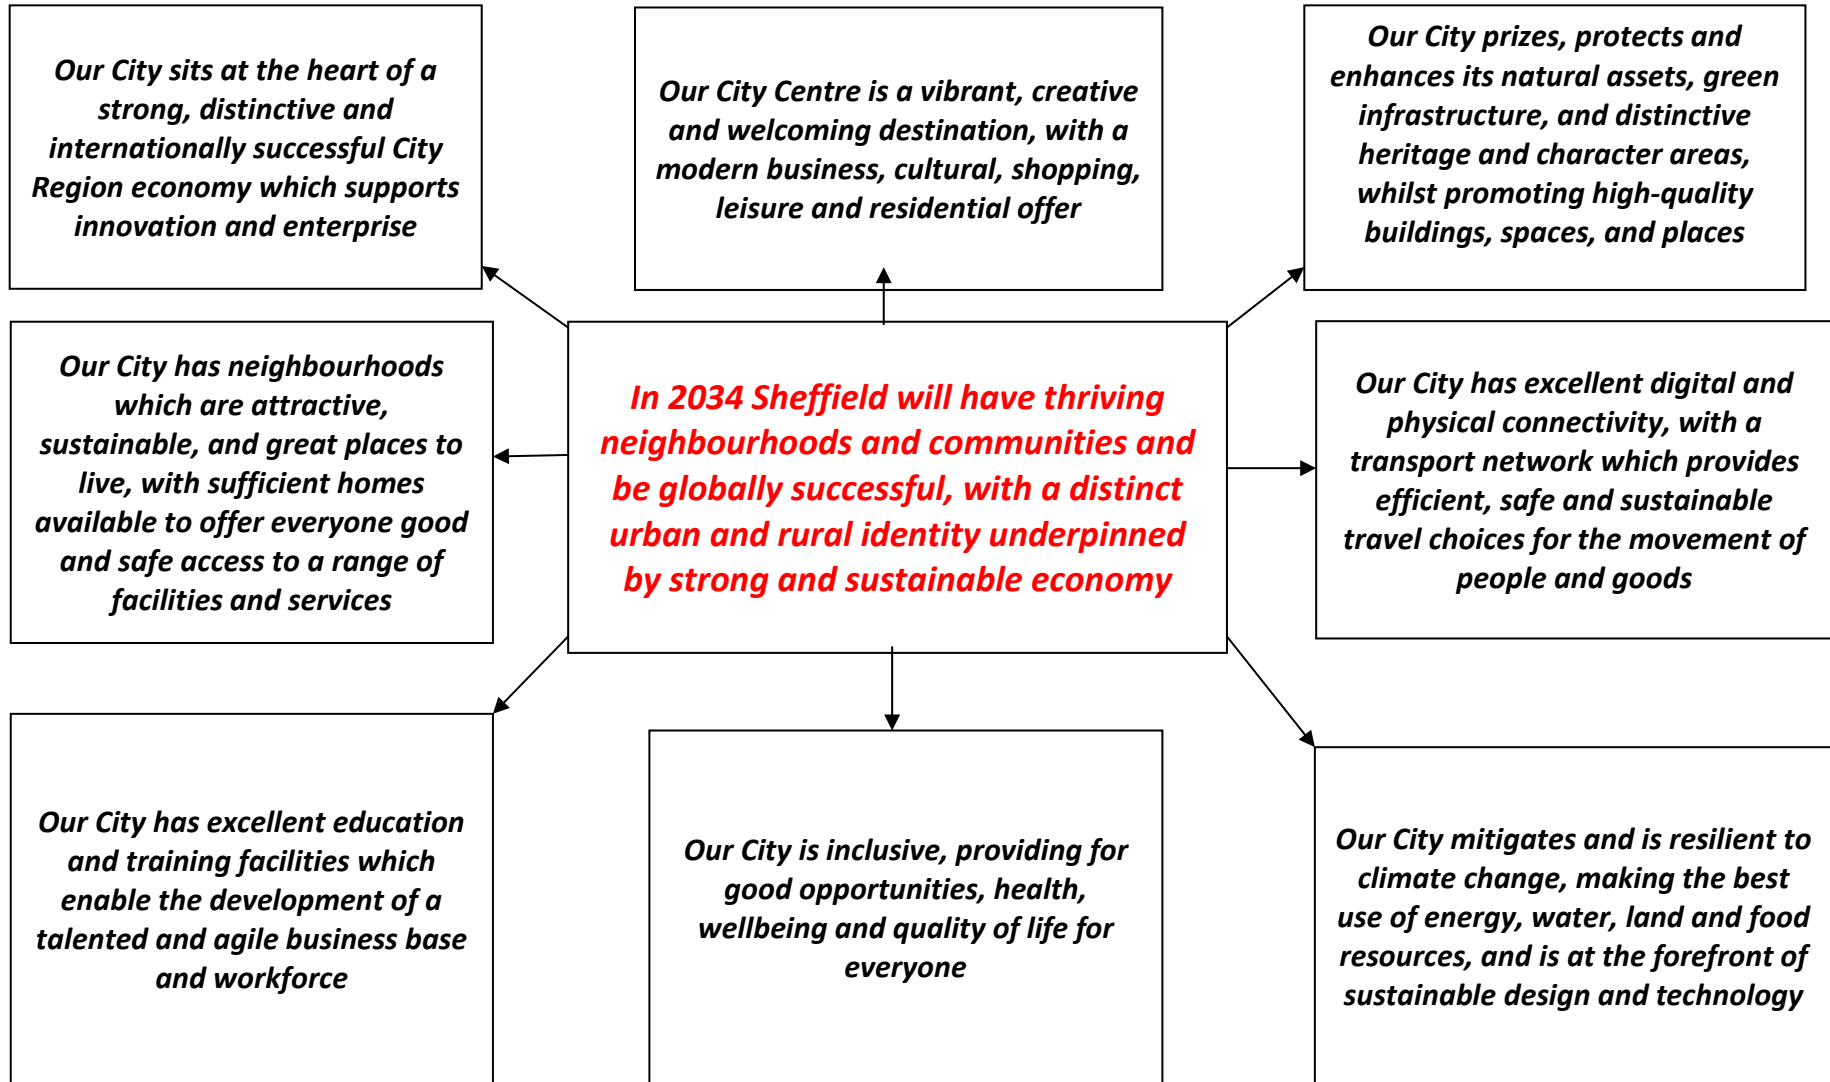 Our City sits at the heart of a
strong, distinctive and
internationally successful City
Region economy which supports
innovation and enterprise
Our City Centre is a vibrant, creative
and welcoming destination, with a
modern business, cultural, shopping,
leisure and residential offer
Our City prizes, protects and
enhances its natural assets, green
infrastructure, and distinctive
heritage and character areas,
whilst promoting high-quality
buildings, spaces, and places
Our City has neighbourhoods
which are attractive,
sustainable, and great places to
live, with sufficient homes
available to offer everyone good
and safe access to a range of
facilities and services
In 2034 Sheffield will have thriving
neighbourhoods and communities and
be globally successful, with a distinct
urban and rural identity underpinned
by strong and sustainable economy
Our City has excellent digital and
physical connectivity, with a
transport network which provides
efficient, safe and sustainable
travel choices for the movement of
people and goods
Our City has excellent education
and training facilities which
enable the development of a
talented and agile business base
and workforce
Our City is inclusive, providing for
good opportunities, health,
wellbeing and quality of life for
everyone
Our City mitigates and is resilient to
climate change, making the best
use of energy, water, land and food
resources, and is at the forefront of
sustainable design and technology